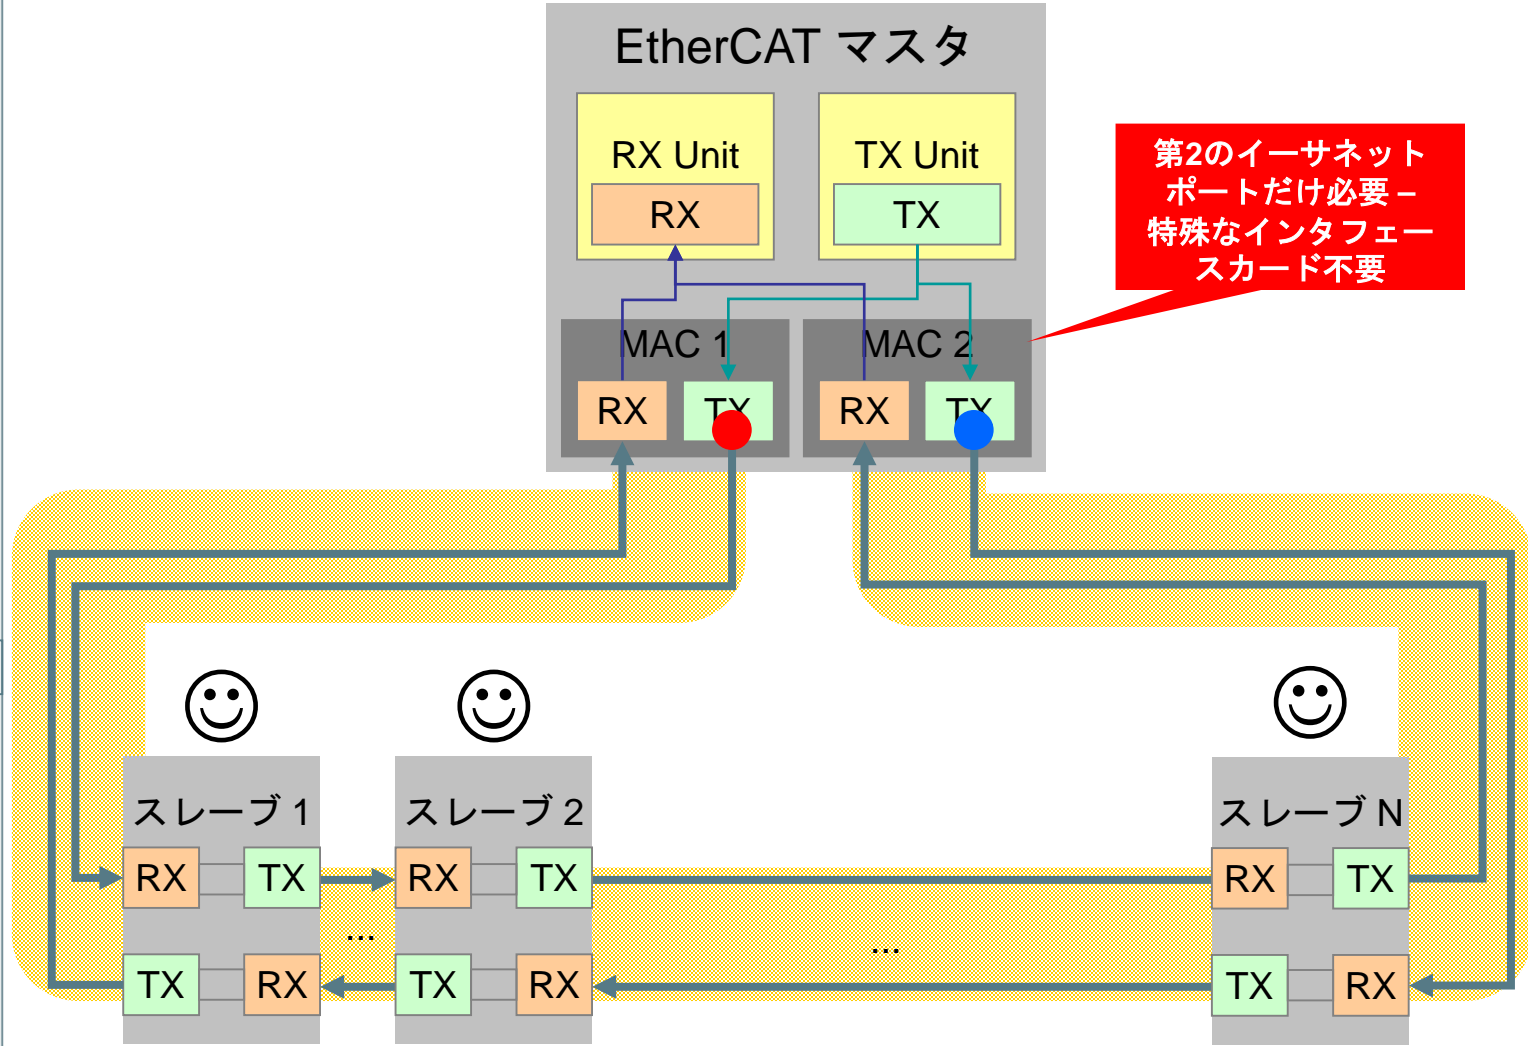 EtherCAT マスタ
RX Unit
TX Unit
RX
TX
第2のイーサネット
ポートだけ必要 –
特殊なインタフェー
スカード不要
MAC 1
MAC 2
RX
TX
RX
TX
スレーブ 1
スレーブ 2
スレーブ N
RX
TX
RX
TX
RX
TX
...
...
TX
RX
TX
RX
TX
RX